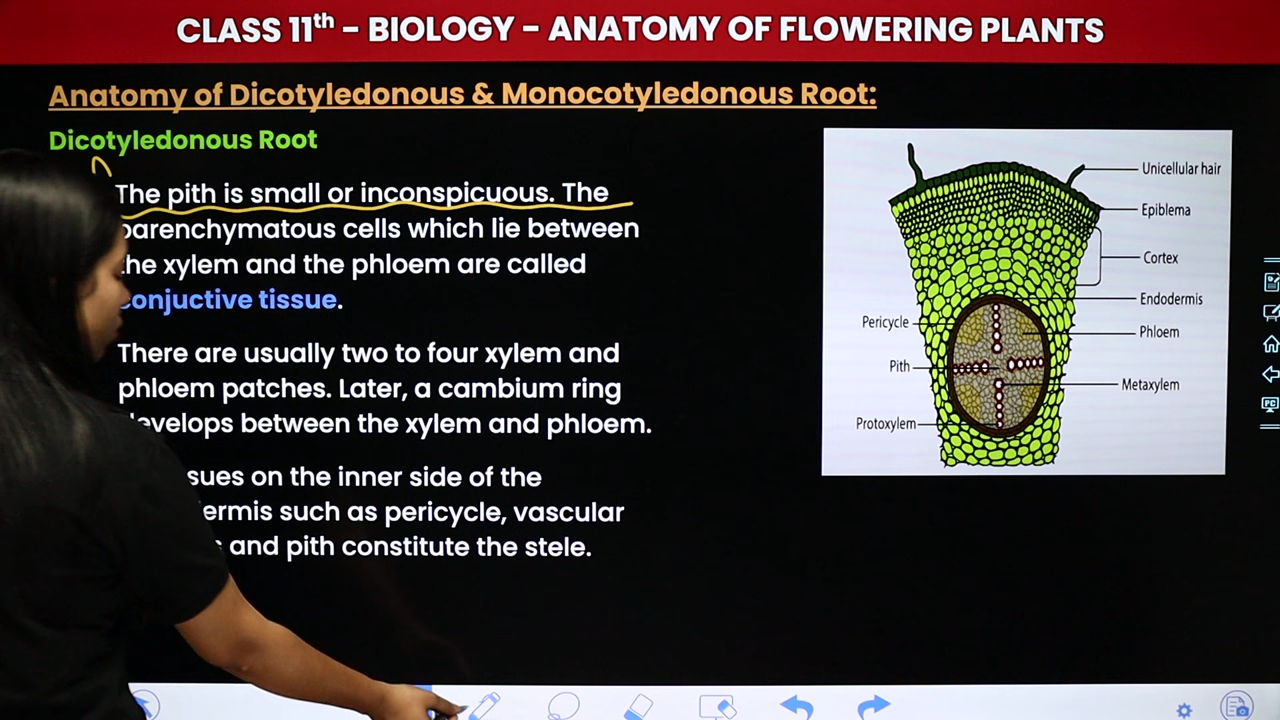 CLASS 11th - BIOLOGY - ANATOMY OF FLOWERING PLANTS
Anatomy of Dicotyledonous & Monocotyledonous Root:
Dicotyledonous Root
The pith is small or inconspicuous. The
parenchymatous cells which lie between
the xylem and the phloem are called
conjuctive tissue.
There are usually two to four xylem and
phloem patches. Later, a cambium ring
develops between the xylem and phloem.
sues on the inner side of the
ermis such as pericycle, vascular
s and pith constitute the stele.
Unicellular hair
Epiblema
Cortex
Endodermis
Pericycle
Phloem
Pith
Metaxylem
Protoxylem
PC